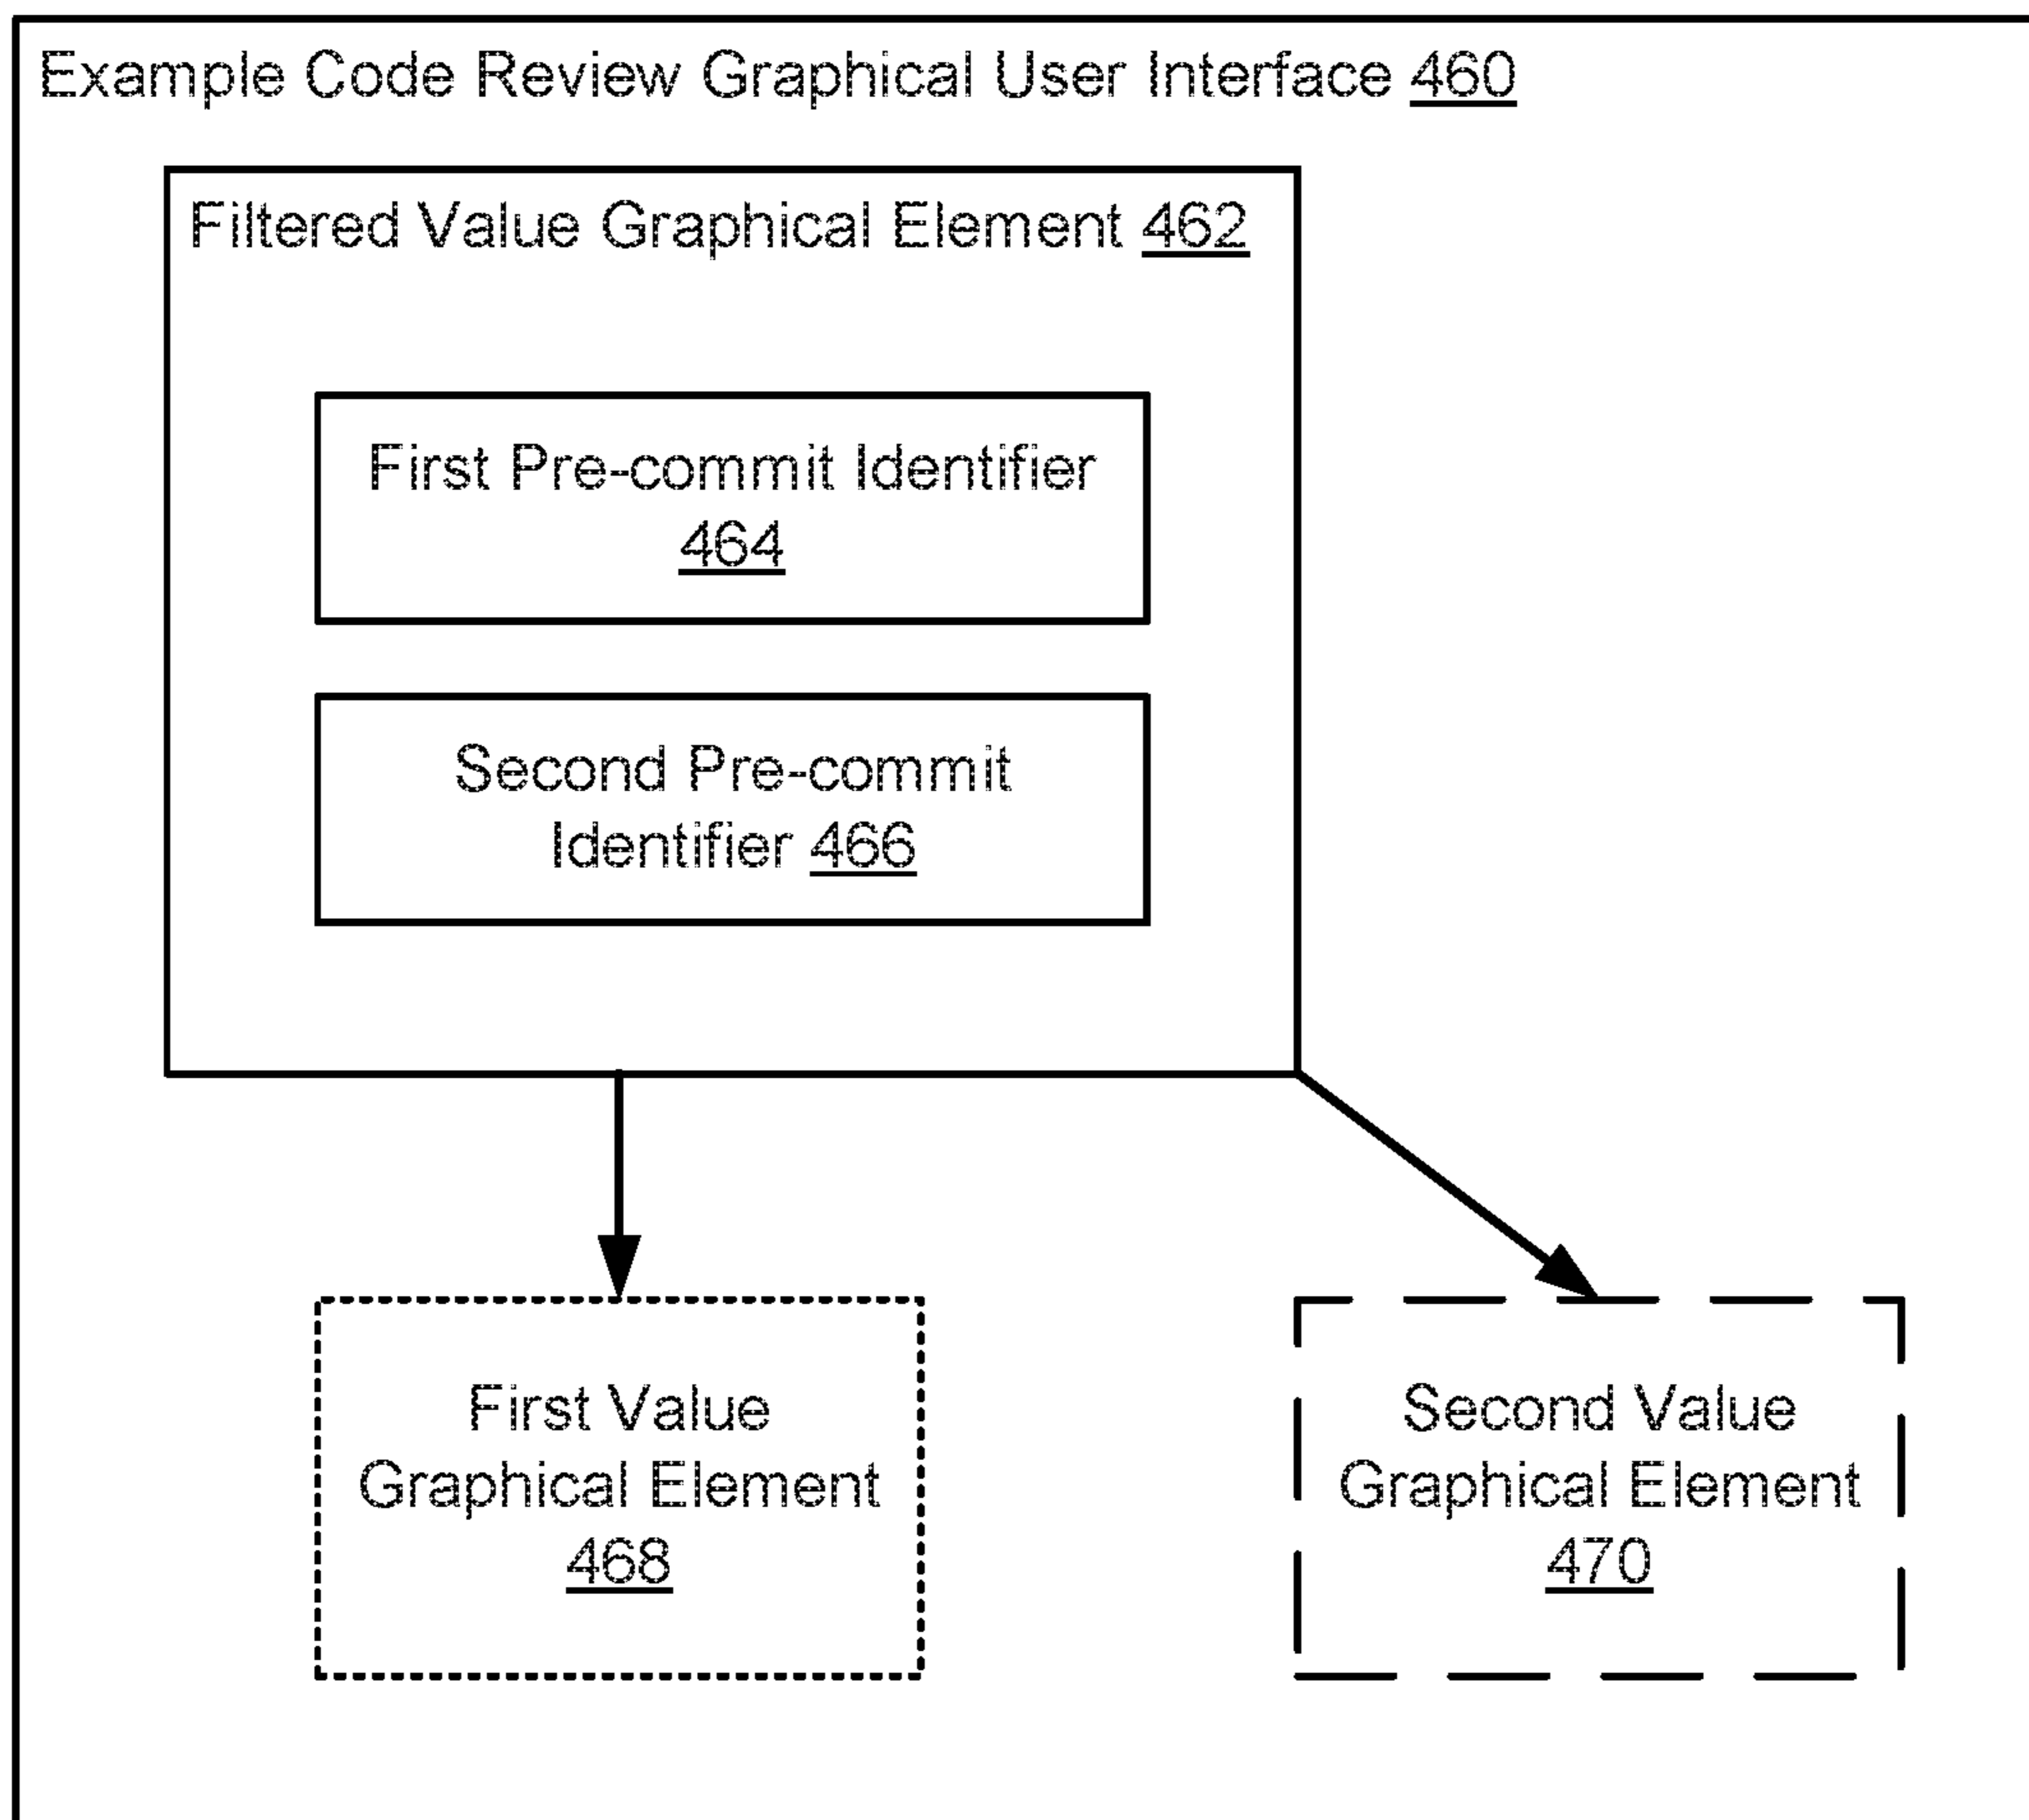 Example Code Review Graphical User Interface 460
Filtered Value Graphical Element 462
First Pre-commit Identifier
464
Second Pre-commit
Identifier 466
First Value
Graphical Element
468
Second Value
Graphical Element
470